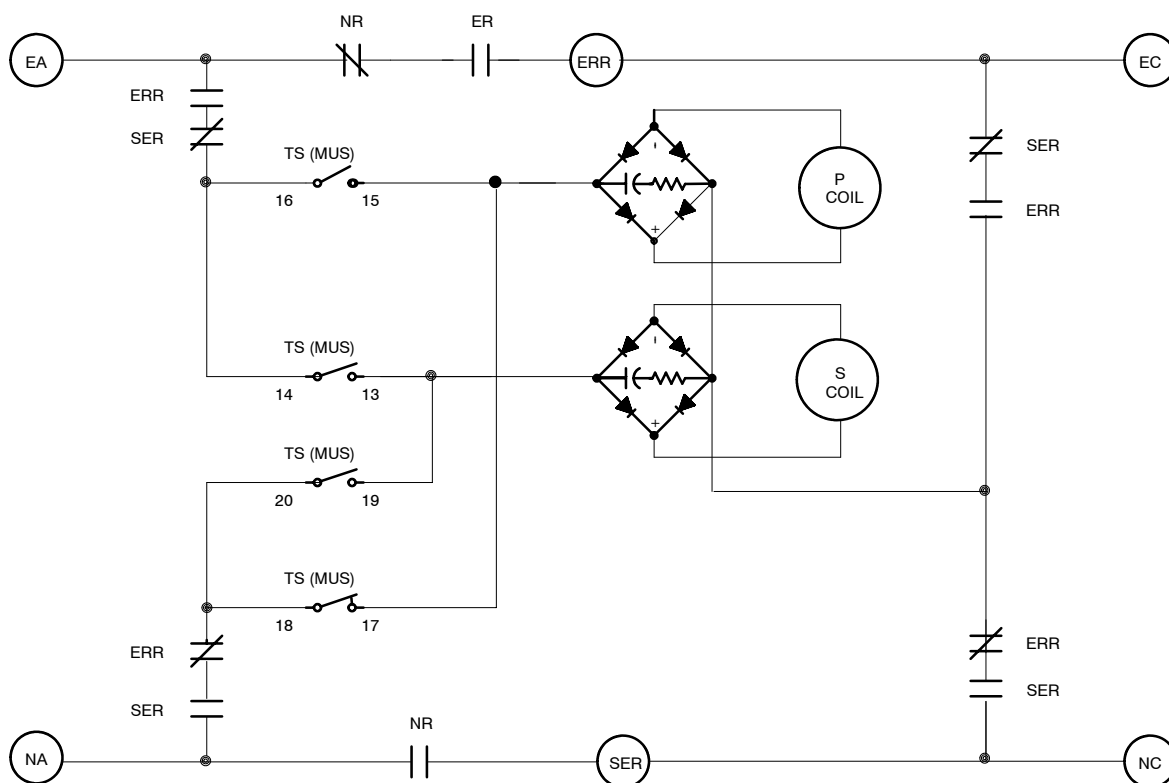 NR
ER
EA
ERR
EC
ERR
SER
SER
TS (MUS)
16
15
-
P
COIL
+
ERR
TS (MUS)
14
13
-
S
COIL
+
TS (MUS)
20
19
TS (MUS)
18
17
ERR
SER
ERR
SER
NR
NA
SER
NC